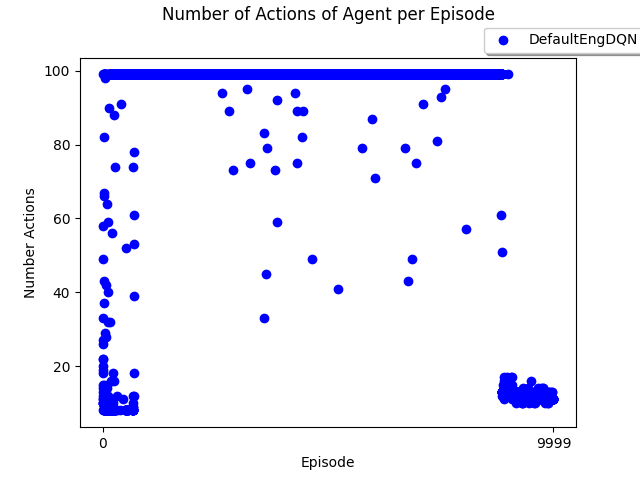 Number of Actions of Agent per Episode
DefaultEngDQN
100
80
60
40
20
Number Actions
0
9999
Episode